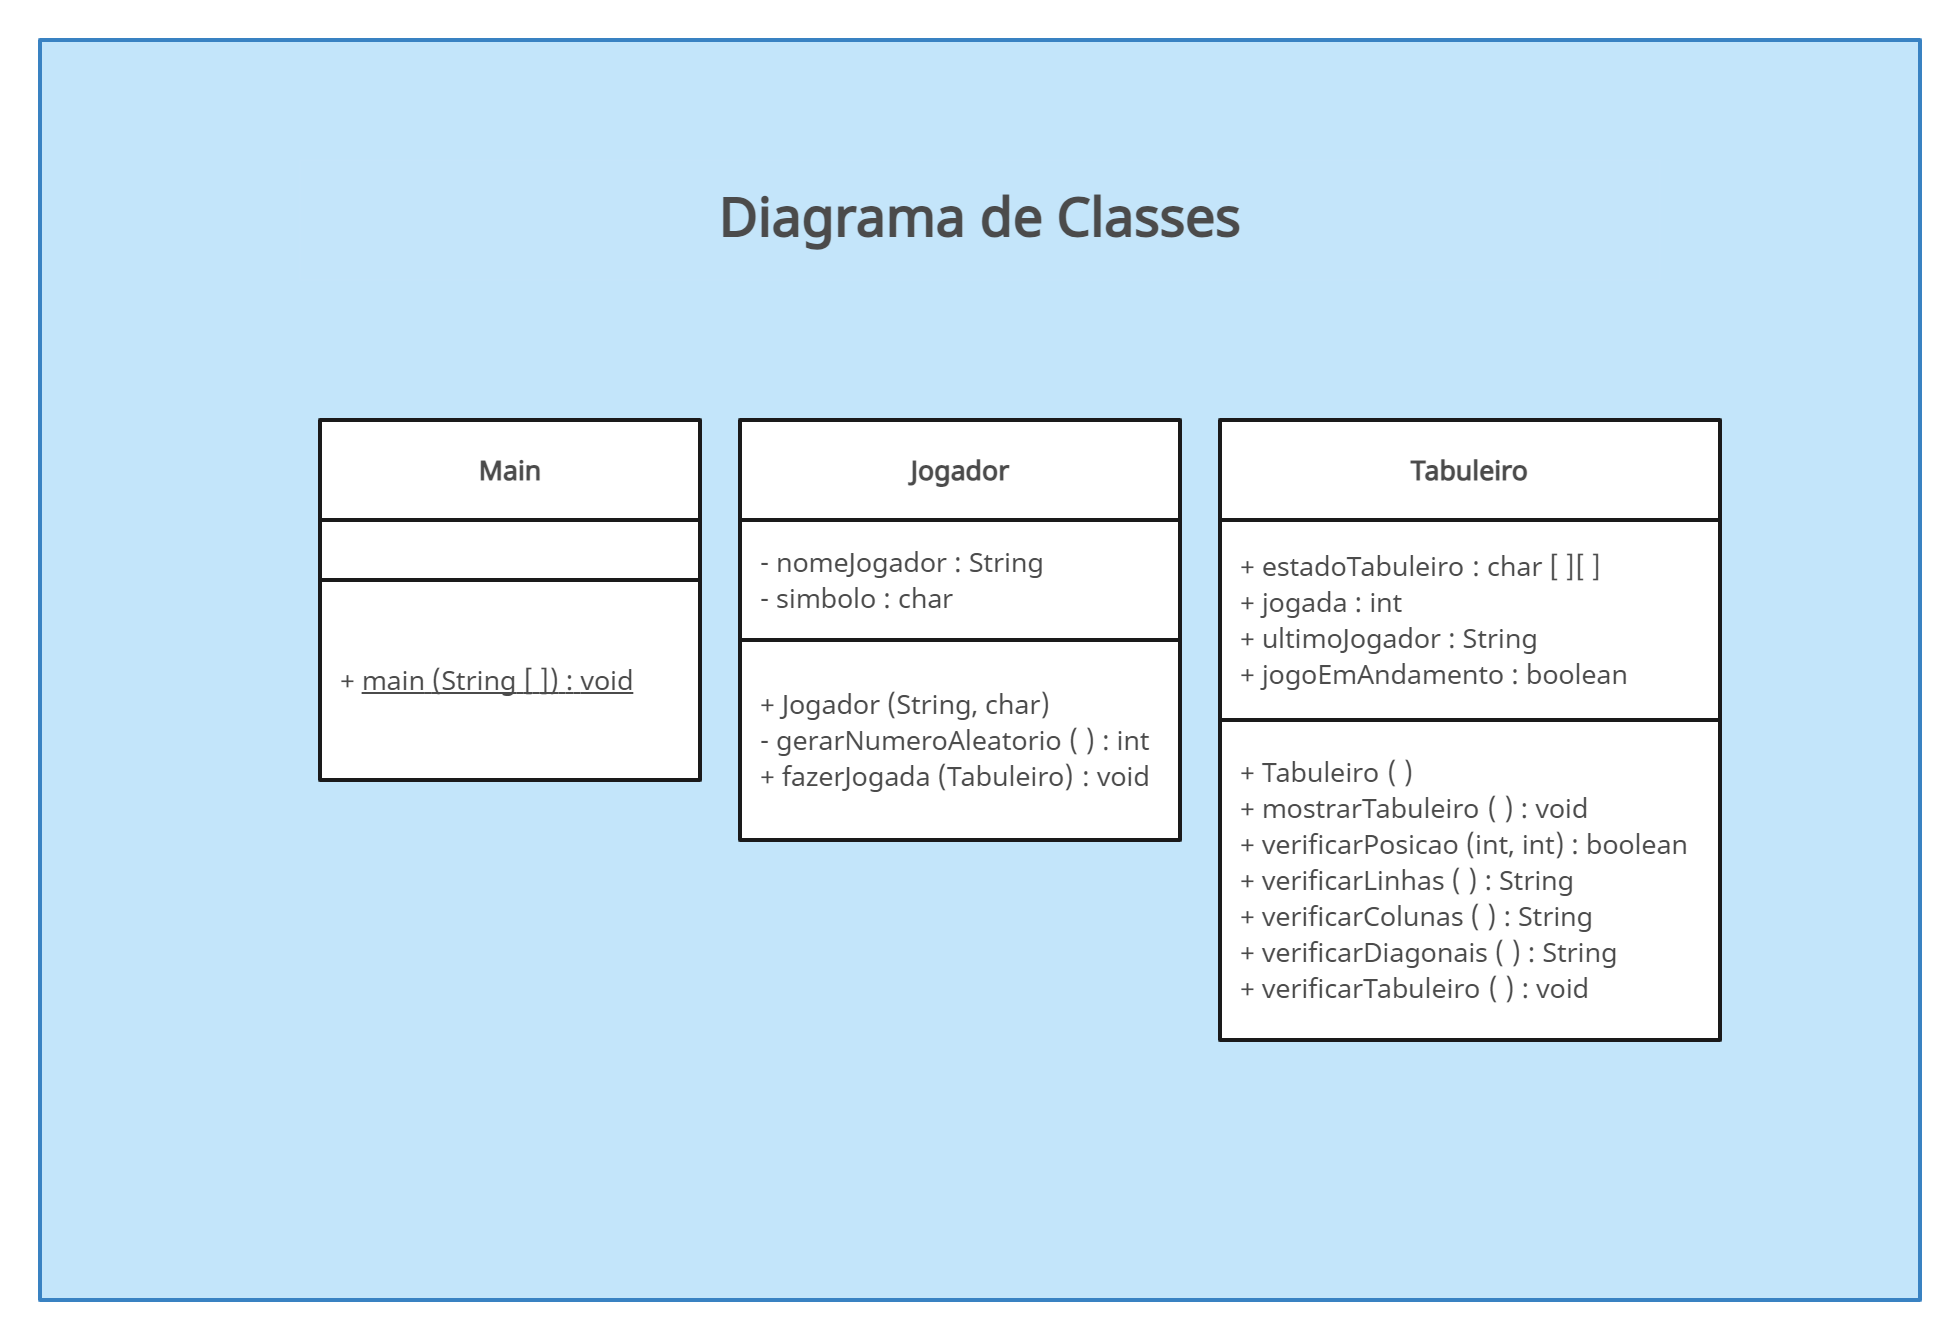 Diagrama de Classes
Main
+ main (String [ ]) : void
Jogador
- nomeJogador : String
- simbolo : char
+ Jogador (String, char)
- gerarNumeroAleatorio ( ) : int
+ fazerJogada (Tabuleiro) : void
Tabuleiro
+ estadoTabuleiro : char [ ][ ]
+ jogada : int
+ ultimoJogador : String
+ jogoEmAndamento : boolean
+ Tabuleiro ( )
+ mostrarTabuleiro ( ) : void
+ verificarPosicao (int, int) : boolean
+ verificarLinhas ( ) : String
+ verificarColunas ( ) : String
+ verificarDiagonais ( ) : String
+ verificarTabuleiro ( ) : void